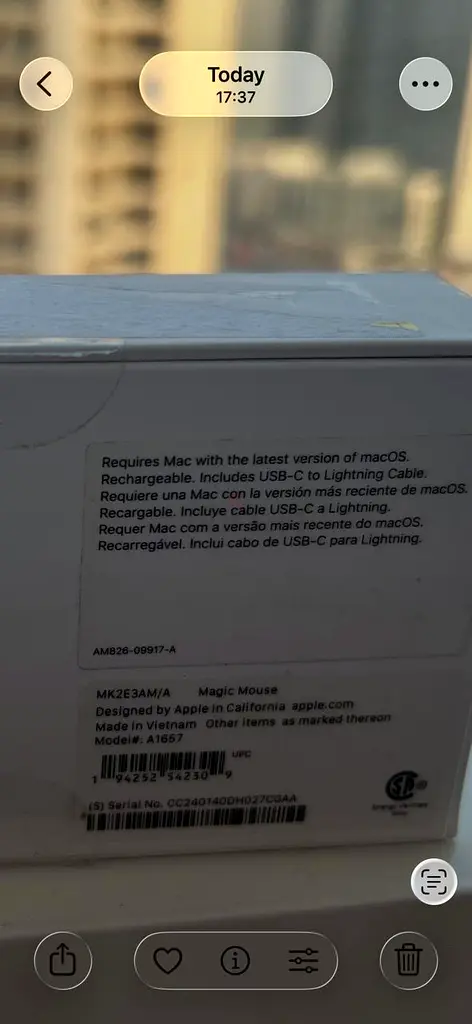 Today
17:37
Requires Mac with the latest version of macOS.
Rechargeable. Includes USB-C to Lightning Cable.
Requiere una Mac con la versión más reciente de macOS.
Recargable. Incluye cable USB-C a Lightning.
Requer Mac com a versão mais recente do macOS.
Recarregável. Inclui cabo de USB-C para Lightning.
AM826-09917-A
MK2E3AM/A Magic Mouse
Designed by Apple in California apple.com
Made in Vietnam Other items as marked thereon
Model#: A1657
UPC
1 94252 54230 9
(S) Serial No.